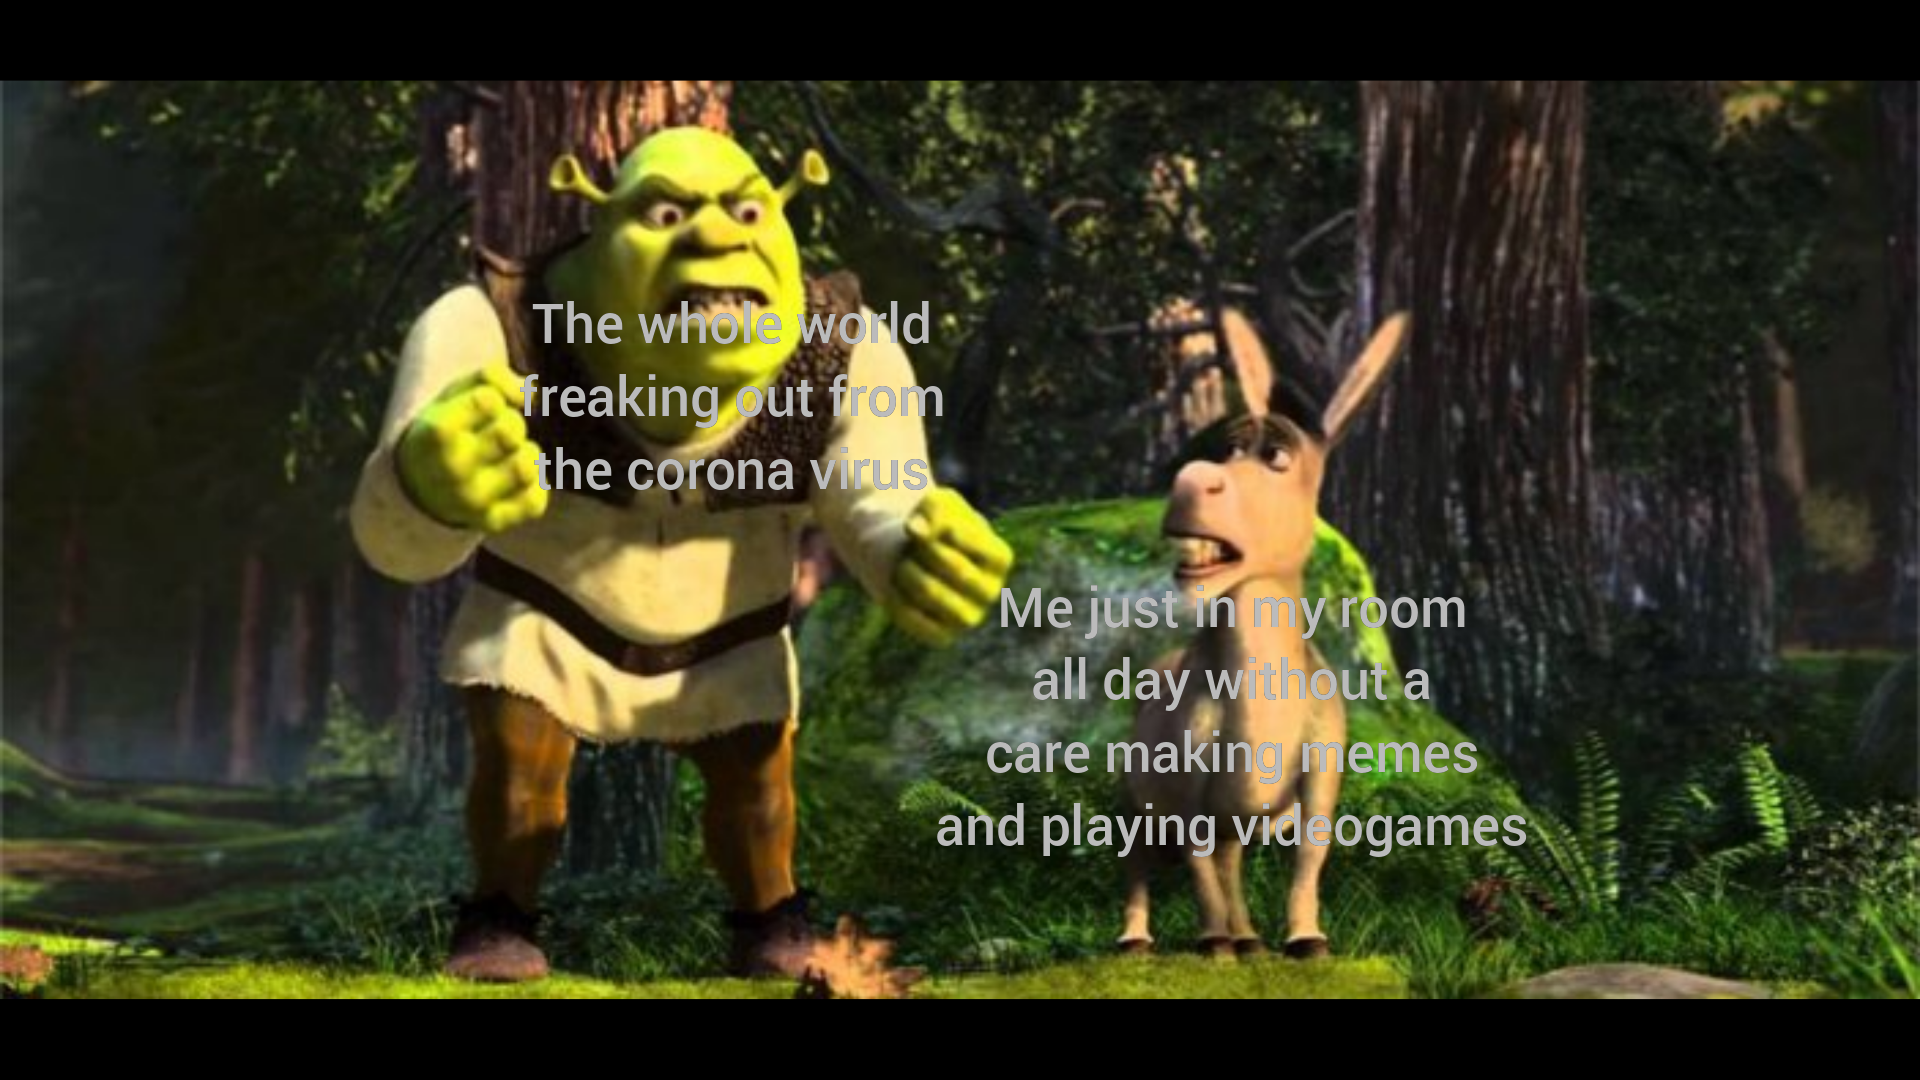 The whole world
freaking out from
the corona virus
Me just in my room
all day without a
care making memes
and playing videogames